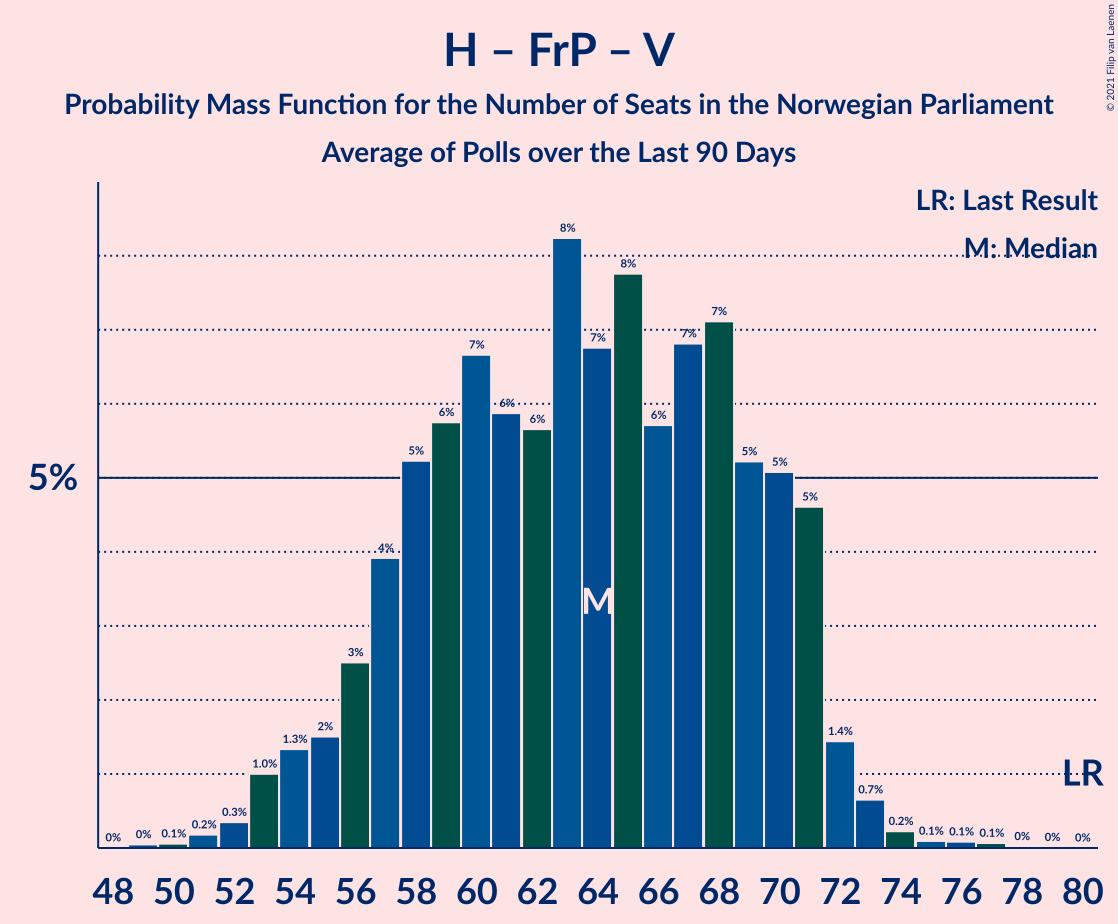 H – FrP – V
Probability Mass Function for the Number of Seats in the Norwegian Parliament
Average of Polls over the Last 90 Days
© 2021 Filip van Laenen
LR: Last Result
M: Median
5%
0% 0% 0.1% 0.2% 0.3% 1.0% 1.3% 2% 3% 4% 5% 6% 7% 6% 6% 8% 7% 8% 6% 7% 7% 5% 5% 5% 1.4% 0.7% 0.2% 0.1% 0.1% 0.1% 0% 0% 0%
M
LR
48 50 52 54 56 58 60 62 64 66 68 70 72 74 76 78 80